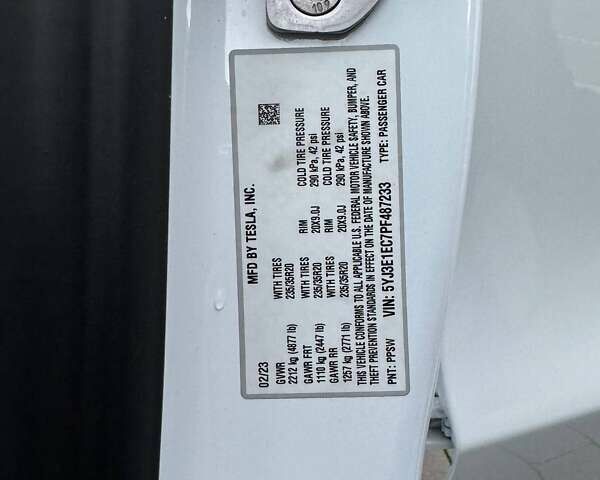 109
MFD BY TESLA, INC.
02/23
GVWR WITH TIRES RIM COLD TIRE PRESSURE
2212 kg (4877 lb) 235/35R20 20X9.0J 290 kPa, 42 psi
GAWR FRT WITH TIRES RIM COLD TIRE PRESSURE
1110 kg (2447 lb) 235/35R20 20X9.0J 290 kPa, 42 psi
GAWR RR WITH TIRES
1257 kg (2771 lb) 235/35R20
THIS VEHICLE CONFORMS TO ALL APPLICABLE U.S. FEDERAL MOTOR VEHICLE SAFETY, BUMPER, AND
THEFT PREVENTION STANDARDS IN EFFECT ON THE DATE OF MANUFACTURE SHOWN ABOVE.
VIN: 5YJ3E1EC7PF487233
PNT: PPSW TYPE: PASSENGER CAR